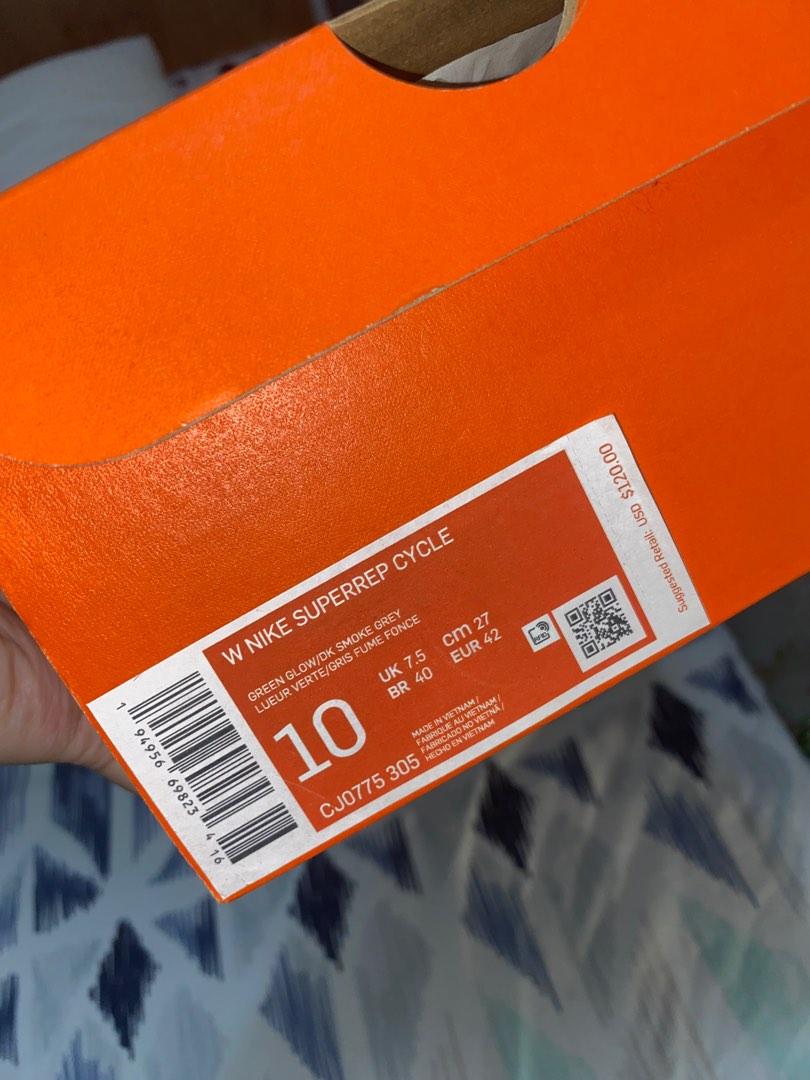 W NIKE SUPERREP CYCLE
GREEN GLOW/DK SMOKE GREY
LUEUR VERTE/GRIS FUME FONCE
10
UK 7.5
BR 40
cm 27
EUR 42
CJ0775 305
MADE IN VIETNAM /
FABRIQUE AU VIETNAM /
FABRICADO NO VIETNÃ /
HECHO EN VIETNAM
Suggested Retail: USD $120.00
1 94956 69823 4 16